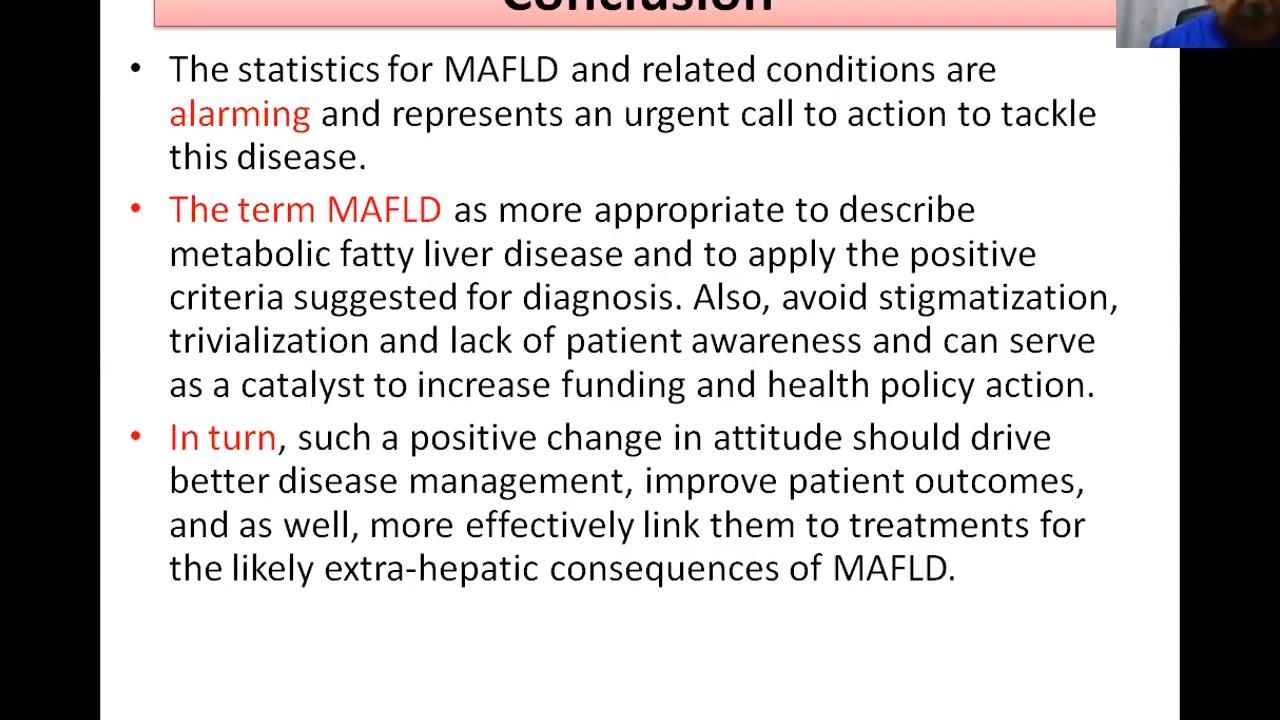 Conclusion
• The statistics for MAFLD and related conditions are
alarming and represents an urgent call to action to tackle
this disease.
• The term MAFLD as more appropriate to describe
metabolic fatty liver disease and to apply the positive
criteria suggested for diagnosis. Also, avoid stigmatization,
trivialization and lack of patient awareness and can serve
as a catalyst to increase funding and health policy action.
• In turn, such a positive change in attitude should drive
better disease management, improve patient outcomes,
and as well, more effectively link them to treatments for
the likely extra-hepatic consequences of MAFLD.